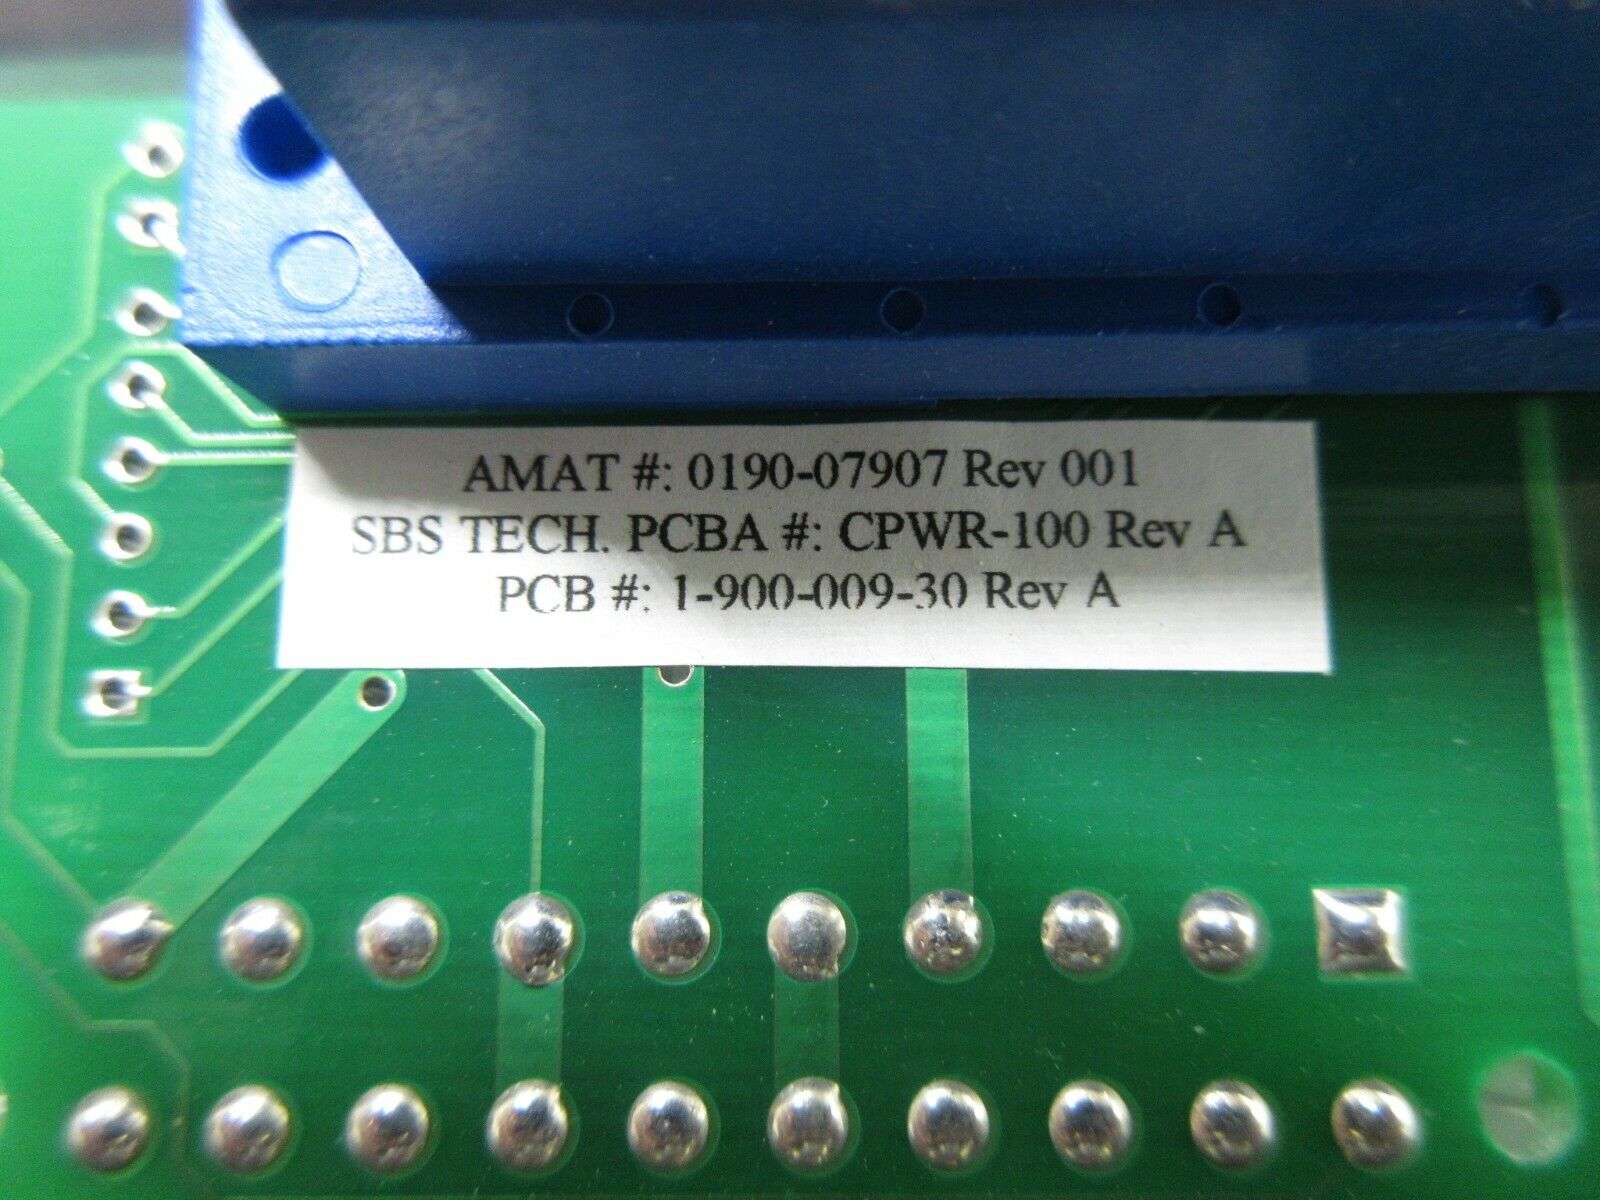 AMAT #: 0190-07907 Rev 001
SBS TECH. PCBA #: CPWR-100 Rev A
PCB #: 1-900-009-30 Rev A